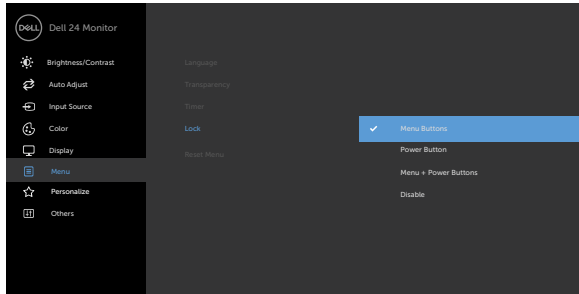 DELL Dell 24 Monitor
Brightness/Contrast
Auto Adjust
Input Source
Color
Display
Menu
Personalize
Others
Language
Transparency
Timer
Lock
Reset Menu
Menu Buttons
Power Button
Menu + Power Buttons
Disable